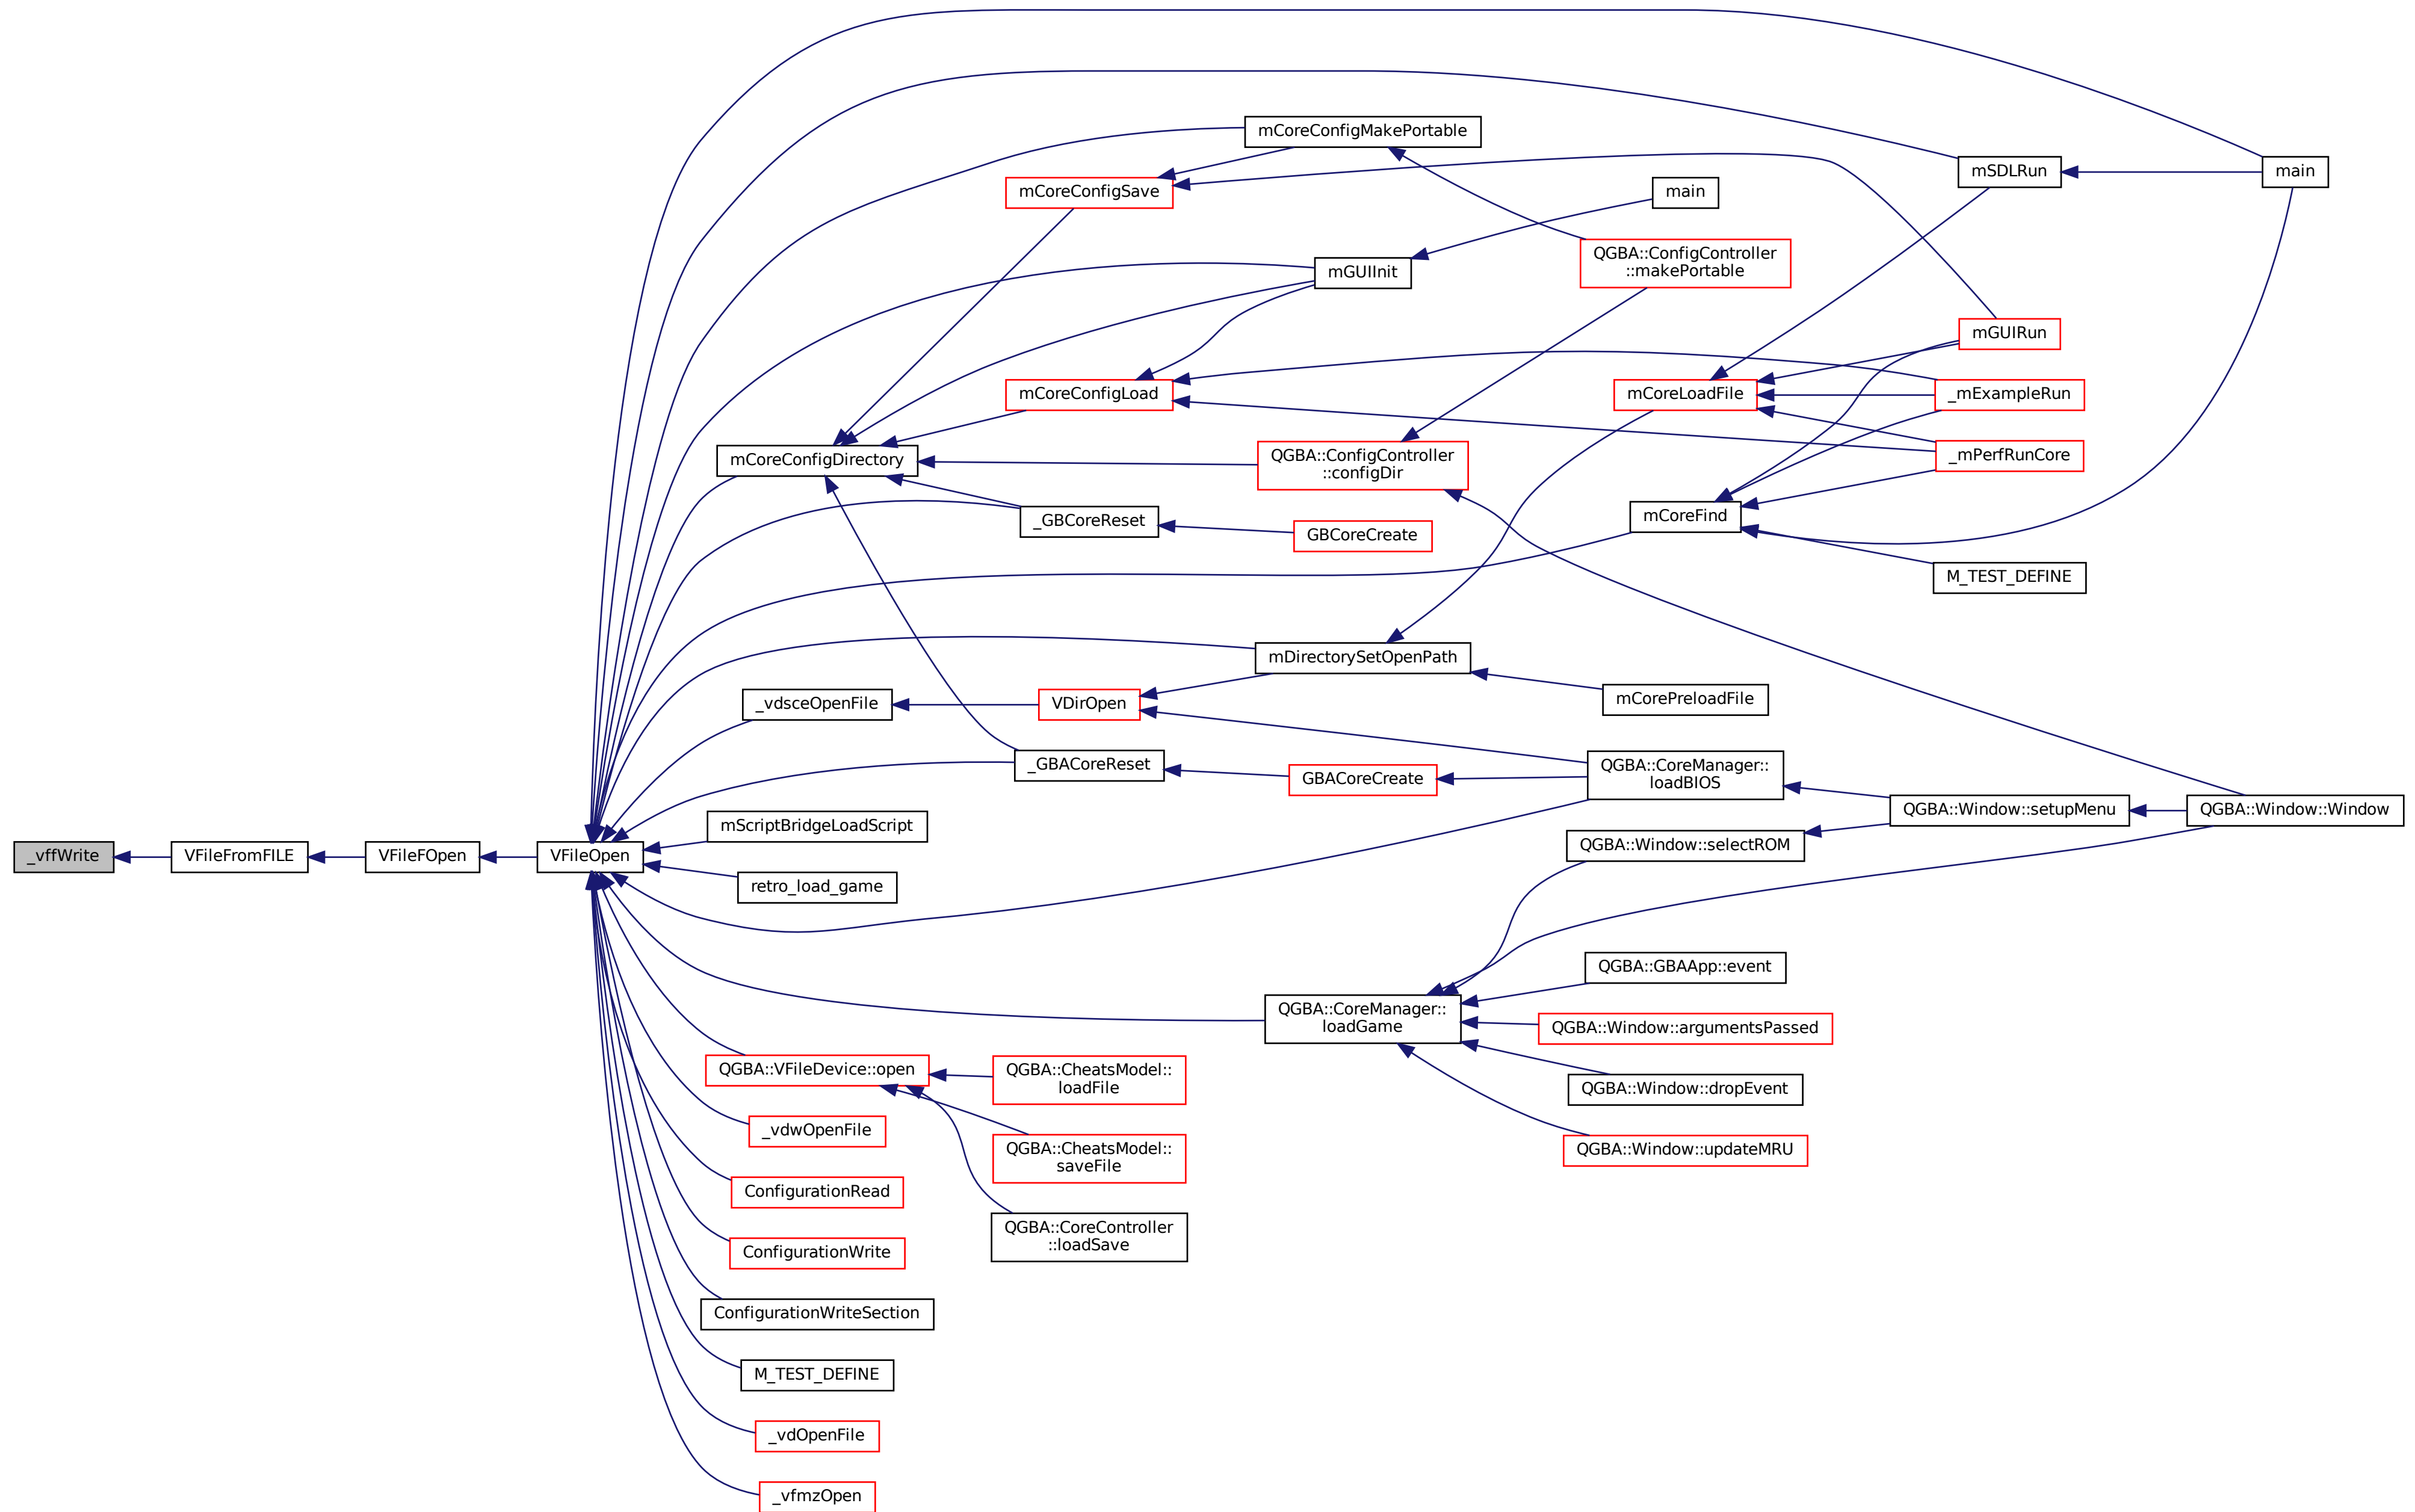 mCoreConfigMakePortable
mSDLRun
main
mCoreConfigSave
main
QGBA::ConfigController
::makePortable
mGUIInit
mGUIRun
mCoreConfigLoad
mCoreLoadFile
_mExampleRun
mCoreConfigDirectory
QGBA::ConfigController
::configDir
_mPerfRunCore
_GBCoreReset
GBCoreCreate
mCoreFind
M_TEST_DEFINE
mDirectorySetOpenPath
_vdsceOpenFile
VDirOpen
mCorePreloadFile
_GBACoreReset
GBACoreCreate
QGBA::CoreManager::
loadBIOS
QGBA::Window::setupMenu
QGBA::Window::Window
mScriptBridgeLoadScript
QGBA::Window::selectROM
_vffWrite
VFileFromFILE
VFileFOpen
VFileOpen
retro_load_game
QGBA::GBAApp::event
QGBA::CoreManager::
loadGame
QGBA::Window::argumentsPassed
QGBA::VFileDevice::open
QGBA::CheatsModel::
loadFile
QGBA::Window::dropEvent
_vdwOpenFile
QGBA::CheatsModel::
saveFile
QGBA::Window::updateMRU
ConfigurationRead
QGBA::CoreController
::loadSave
ConfigurationWrite
ConfigurationWriteSection
M_TEST_DEFINE
_vdOpenFile
_vfmzOpen